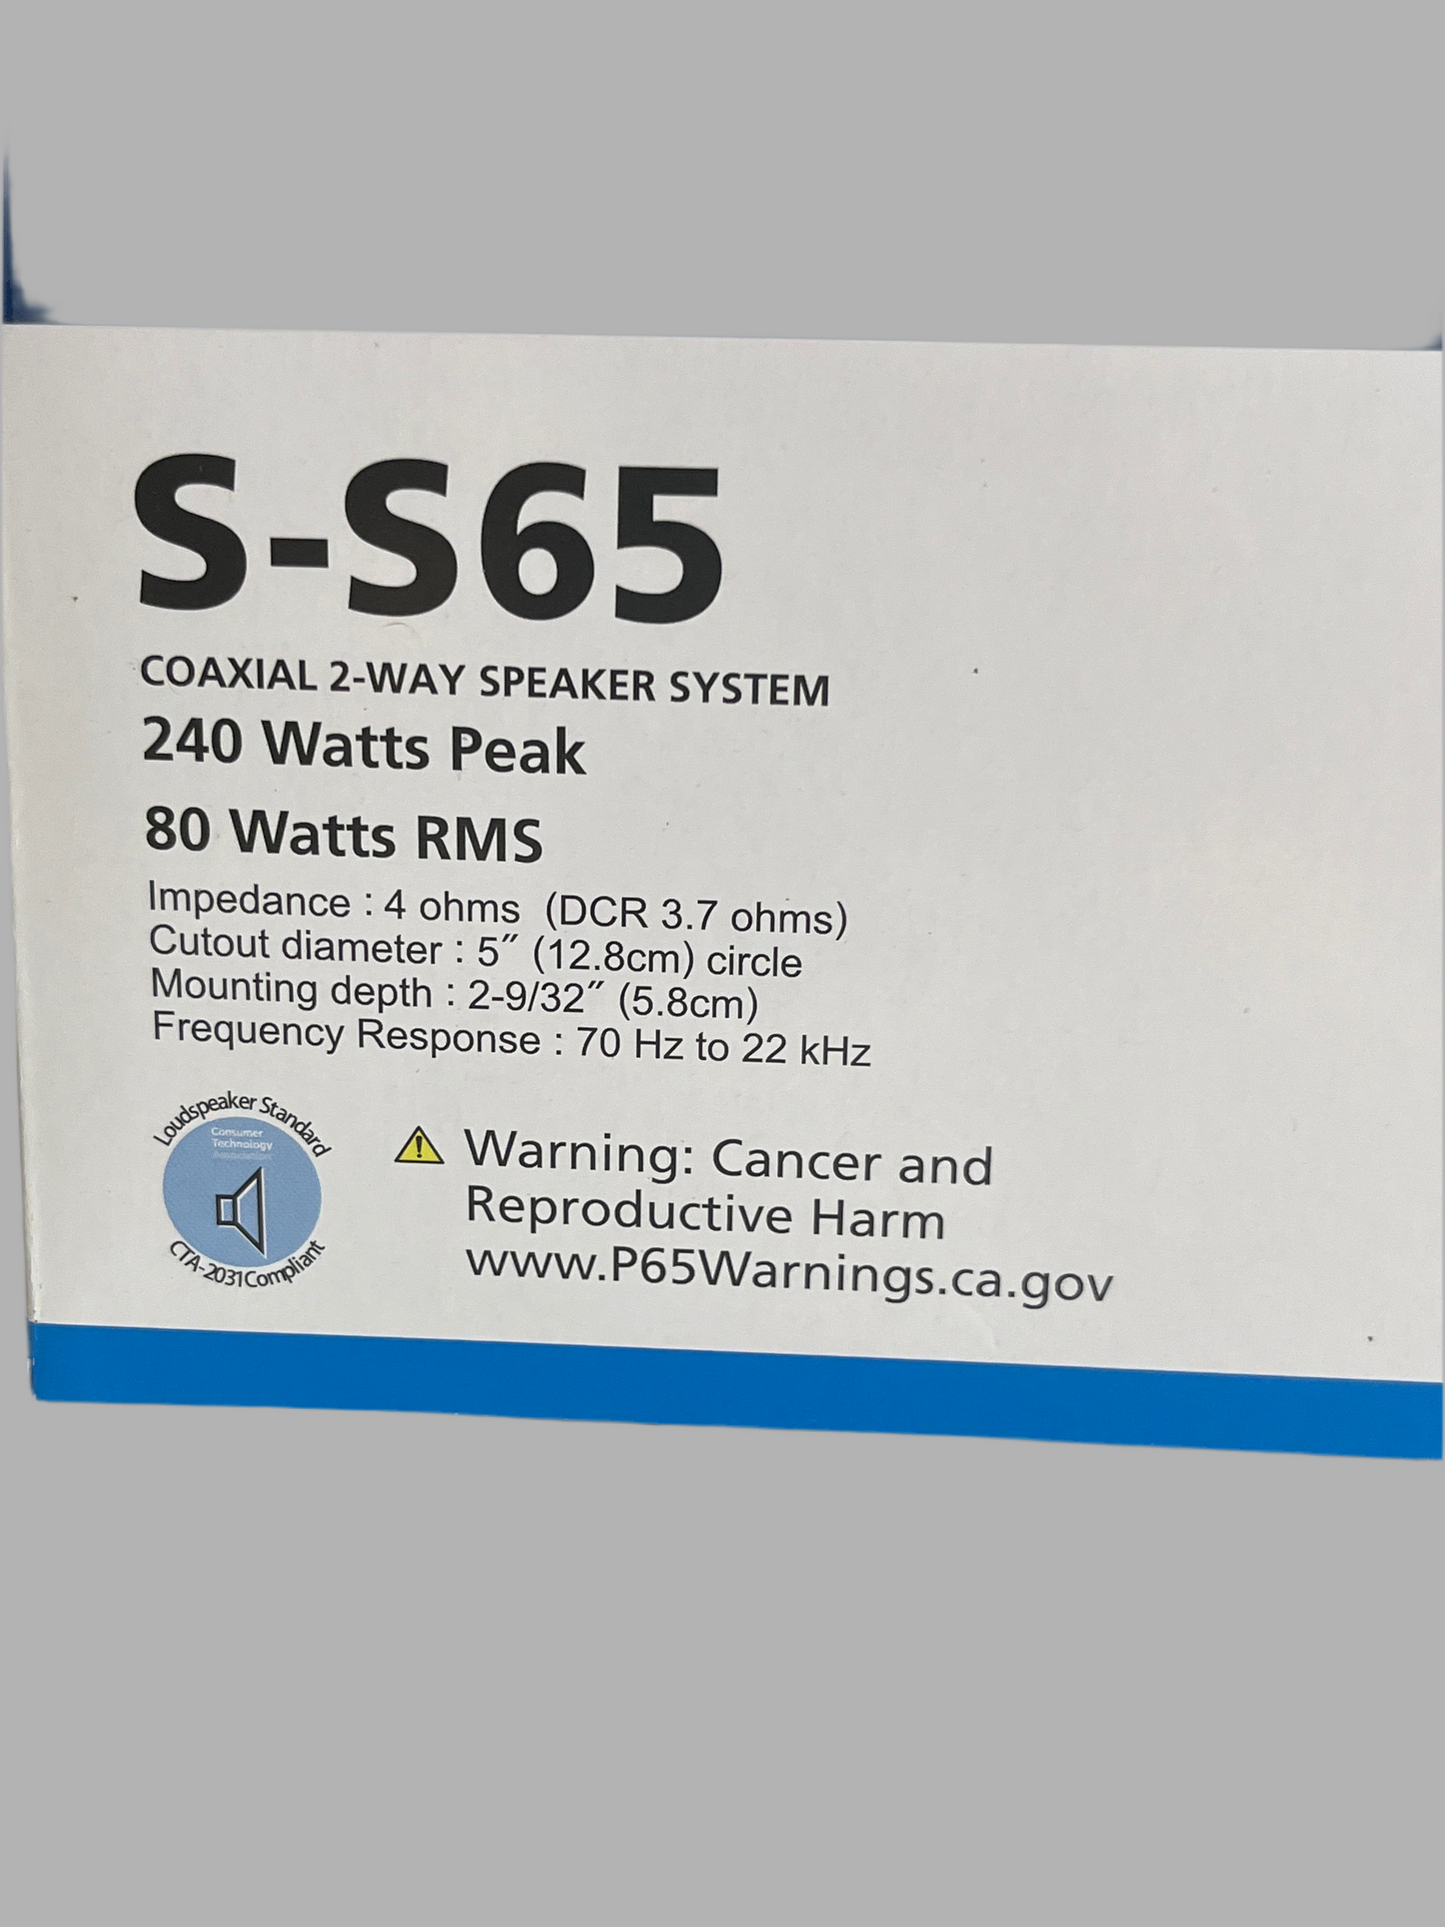 S-S65
COAXIAL 2-WAY SPEAKER SYSTEM
240 Watts Peak
80 Watts RMS
Impedance : 4 ohms (DCR 3.7 ohms)
Cutout diameter : 5″ (12.8cm) circle
Mounting depth : 2-9/32″ (5.8cm)
Frequency Response : 70 Hz to 22 kHz
Loudspeaker Standard
Consumer
Technology
Association
CTA-2031Compliant
Warning: Cancer and
Reproductive Harm
www.P65Warnings.ca.gov